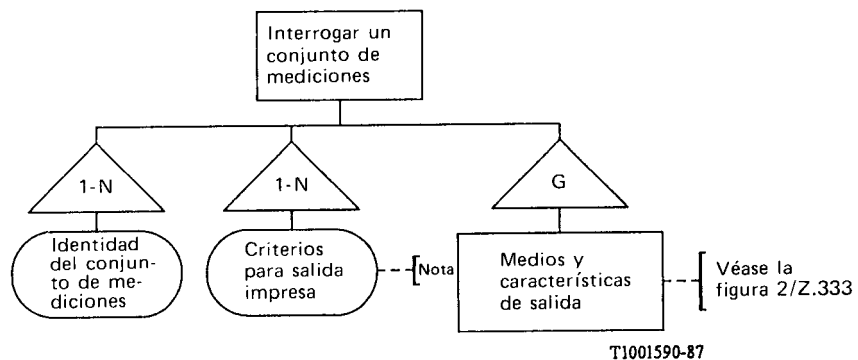 Interrogar un
conjunto de
mediciones
1-N
1-N
G
Identidad
del conjun-
to de me-
diciones
Criterios
para salida
impresa
Nota
Medios y
características
de salida
Véase la
figura 2/Z.333
T1001590-87